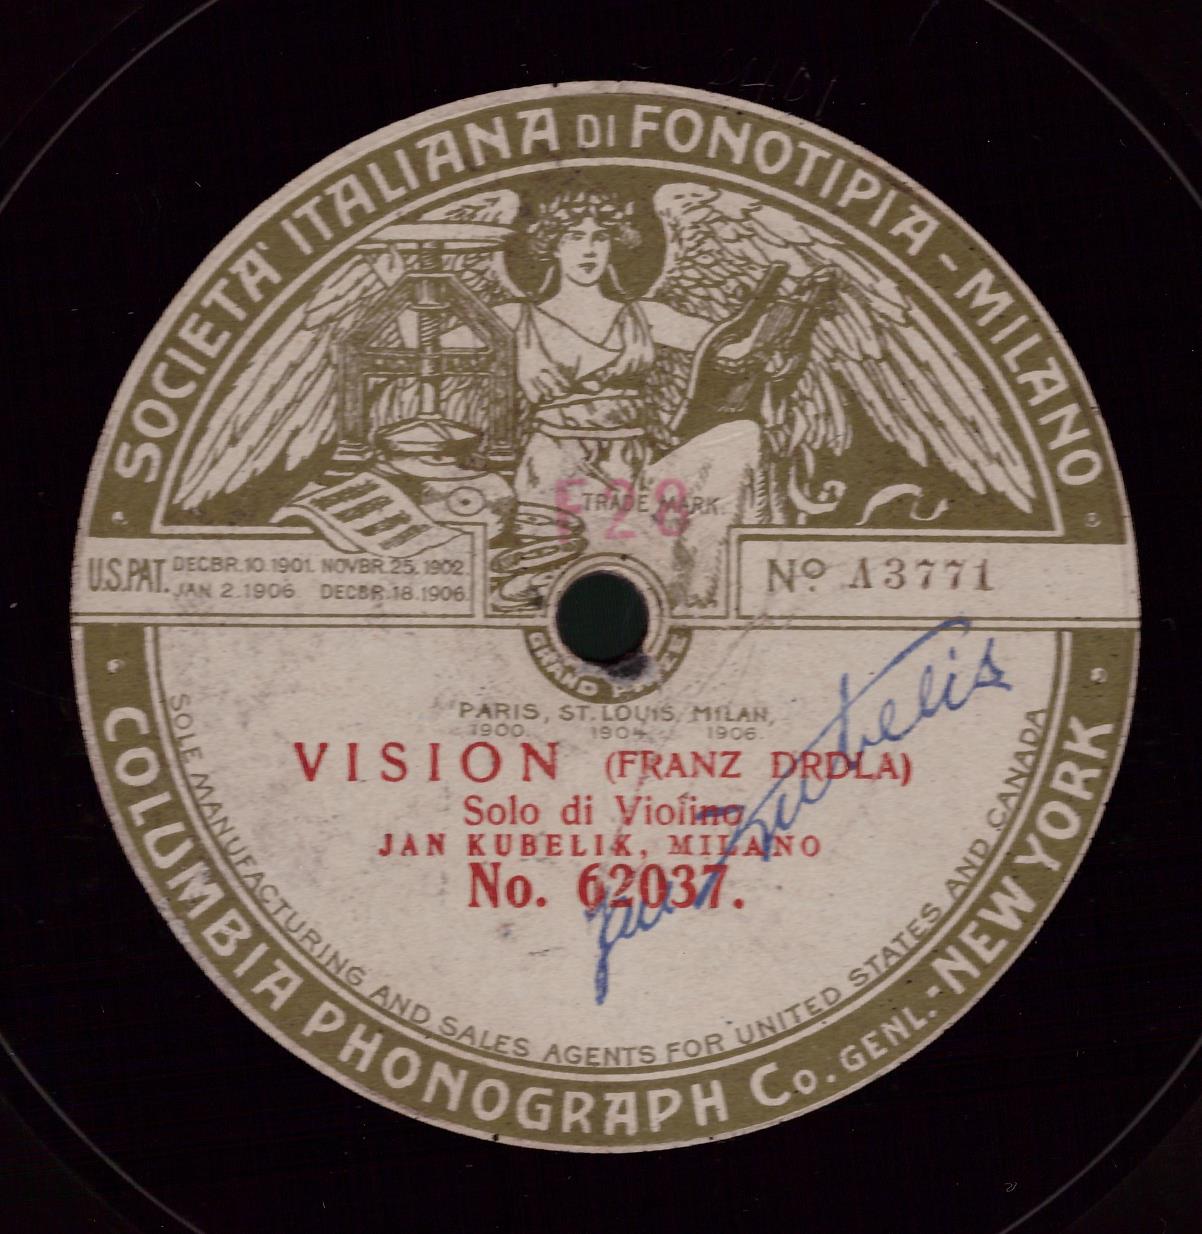 SOCIETA' ITALIANA DI FONOTIPIA - MILANO
F28
TRADE MARK.
U.S.PAT. DECBR.10.1901. NOVBR.25.1902
JAN 2.1906 DECBR.18.1906.
Nº A3771
GRAND PRIZE
PARIS, ST. LOUIS, MILAN,
1900. 1904. 1906.
VISION (FRANZ DRDLA)
Solo di Violino
JAN KUBELIK, MILANO
No. 62037.
Jan Kubelik
SOLE MANUFACTURING AND SALES AGENTS FOR UNITED STATES AND CANADA
COLUMBIA PHONOGRAPH Co. GENL. - NEW YORK